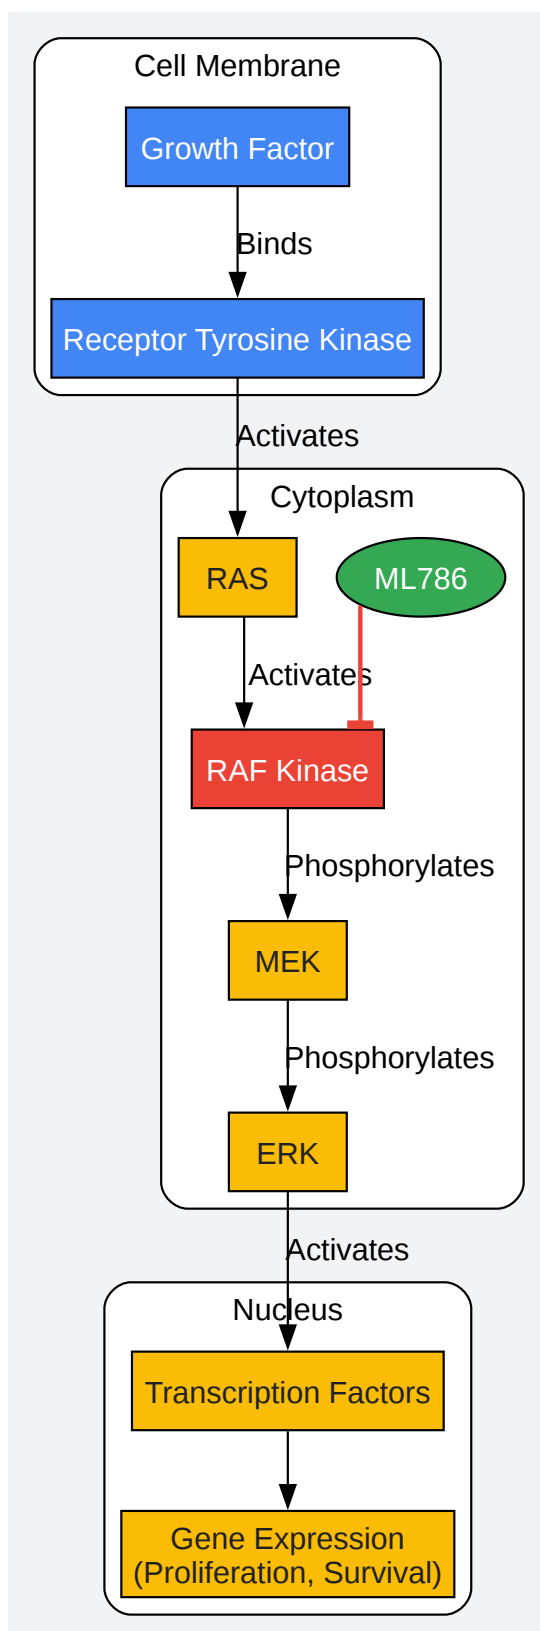 Cell Membrane
Growth Factor
Binds
Receptor Tyrosine Kinase
Activates
Cytoplasm
RAS
ML786
Activates
RAF Kinase
Phosphorylates
MEK
Phosphorylates
ERK
Activates
Nucleus
Transcription Factors
Gene Expression
(Proliferation, Survival)